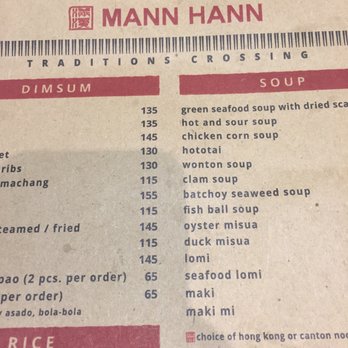 MANN HANN
TRADITIONS' CROSSING
DIMSUM
135
135
145
et 130
ribs 130
machang 115
155
115
teamed / fried 145
115
145
pao (2 pcs. per order) 65
per order) 65
y asado, bola-bola
RICE
SOUP
green seafood soup with dried sca
hot and sour soup
chicken corn soup
hototai
wonton soup
clam soup
batchoy seaweed soup
fish ball soup
oyster misua
duck misua
lomi
seafood lomi
maki
maki mi
choice of hong kong or canton noo